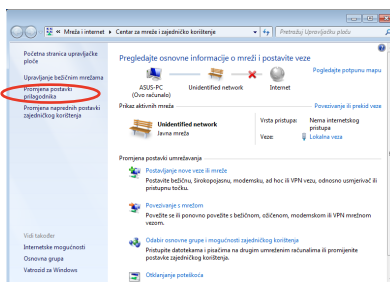 Mreža i internet ▸ Centar za mreže i zajedničko korištenje
Pretražuj Upravljačku ploču
Početna stranica upravljačke
ploče
Upravljanje bežičnim mrežama
Promjena postavki
prilagodnika
Promjena naprednih postavki
zajedničkog korištenja
Vidi također
Internetske mogućnosti
Osnovna grupa
Vatrozid za Windows
Pregledajte osnovne informacije o mreži i postavite veze
Pogledajte potpunu mapu
ASUS-PC
(Ovo računalo)
Unidentified network
Internet
Prikaz aktivnih mreža
Povezivanje ili prekid veze
Unidentified network
Javna mreža
Vrsta pristupa: Nema internetskog
pristupa
Veze: Lokalna veza
Promjena postavki umrežavanja
Postavljanje nove veze ili mreže
Postavite bežičnu, širokopojasnu, modemsku, ad hoc ili VPN vezu, odnosno usmjerivač ili
pristupnu točku.
Povezivanje s mrežom
Povežite se ili ponovno povežite s bežičnom, ožičenom, modemskom ili VPN mrežnom
vezom.
Odabir osnovne grupe i mogućnosti zajedničkog korištenja
Pristupite datotekama i pisačima na drugim umreženim računalima ili promijenite
postavke zajedničkog korištenja.
Otklanjanje poteškoća